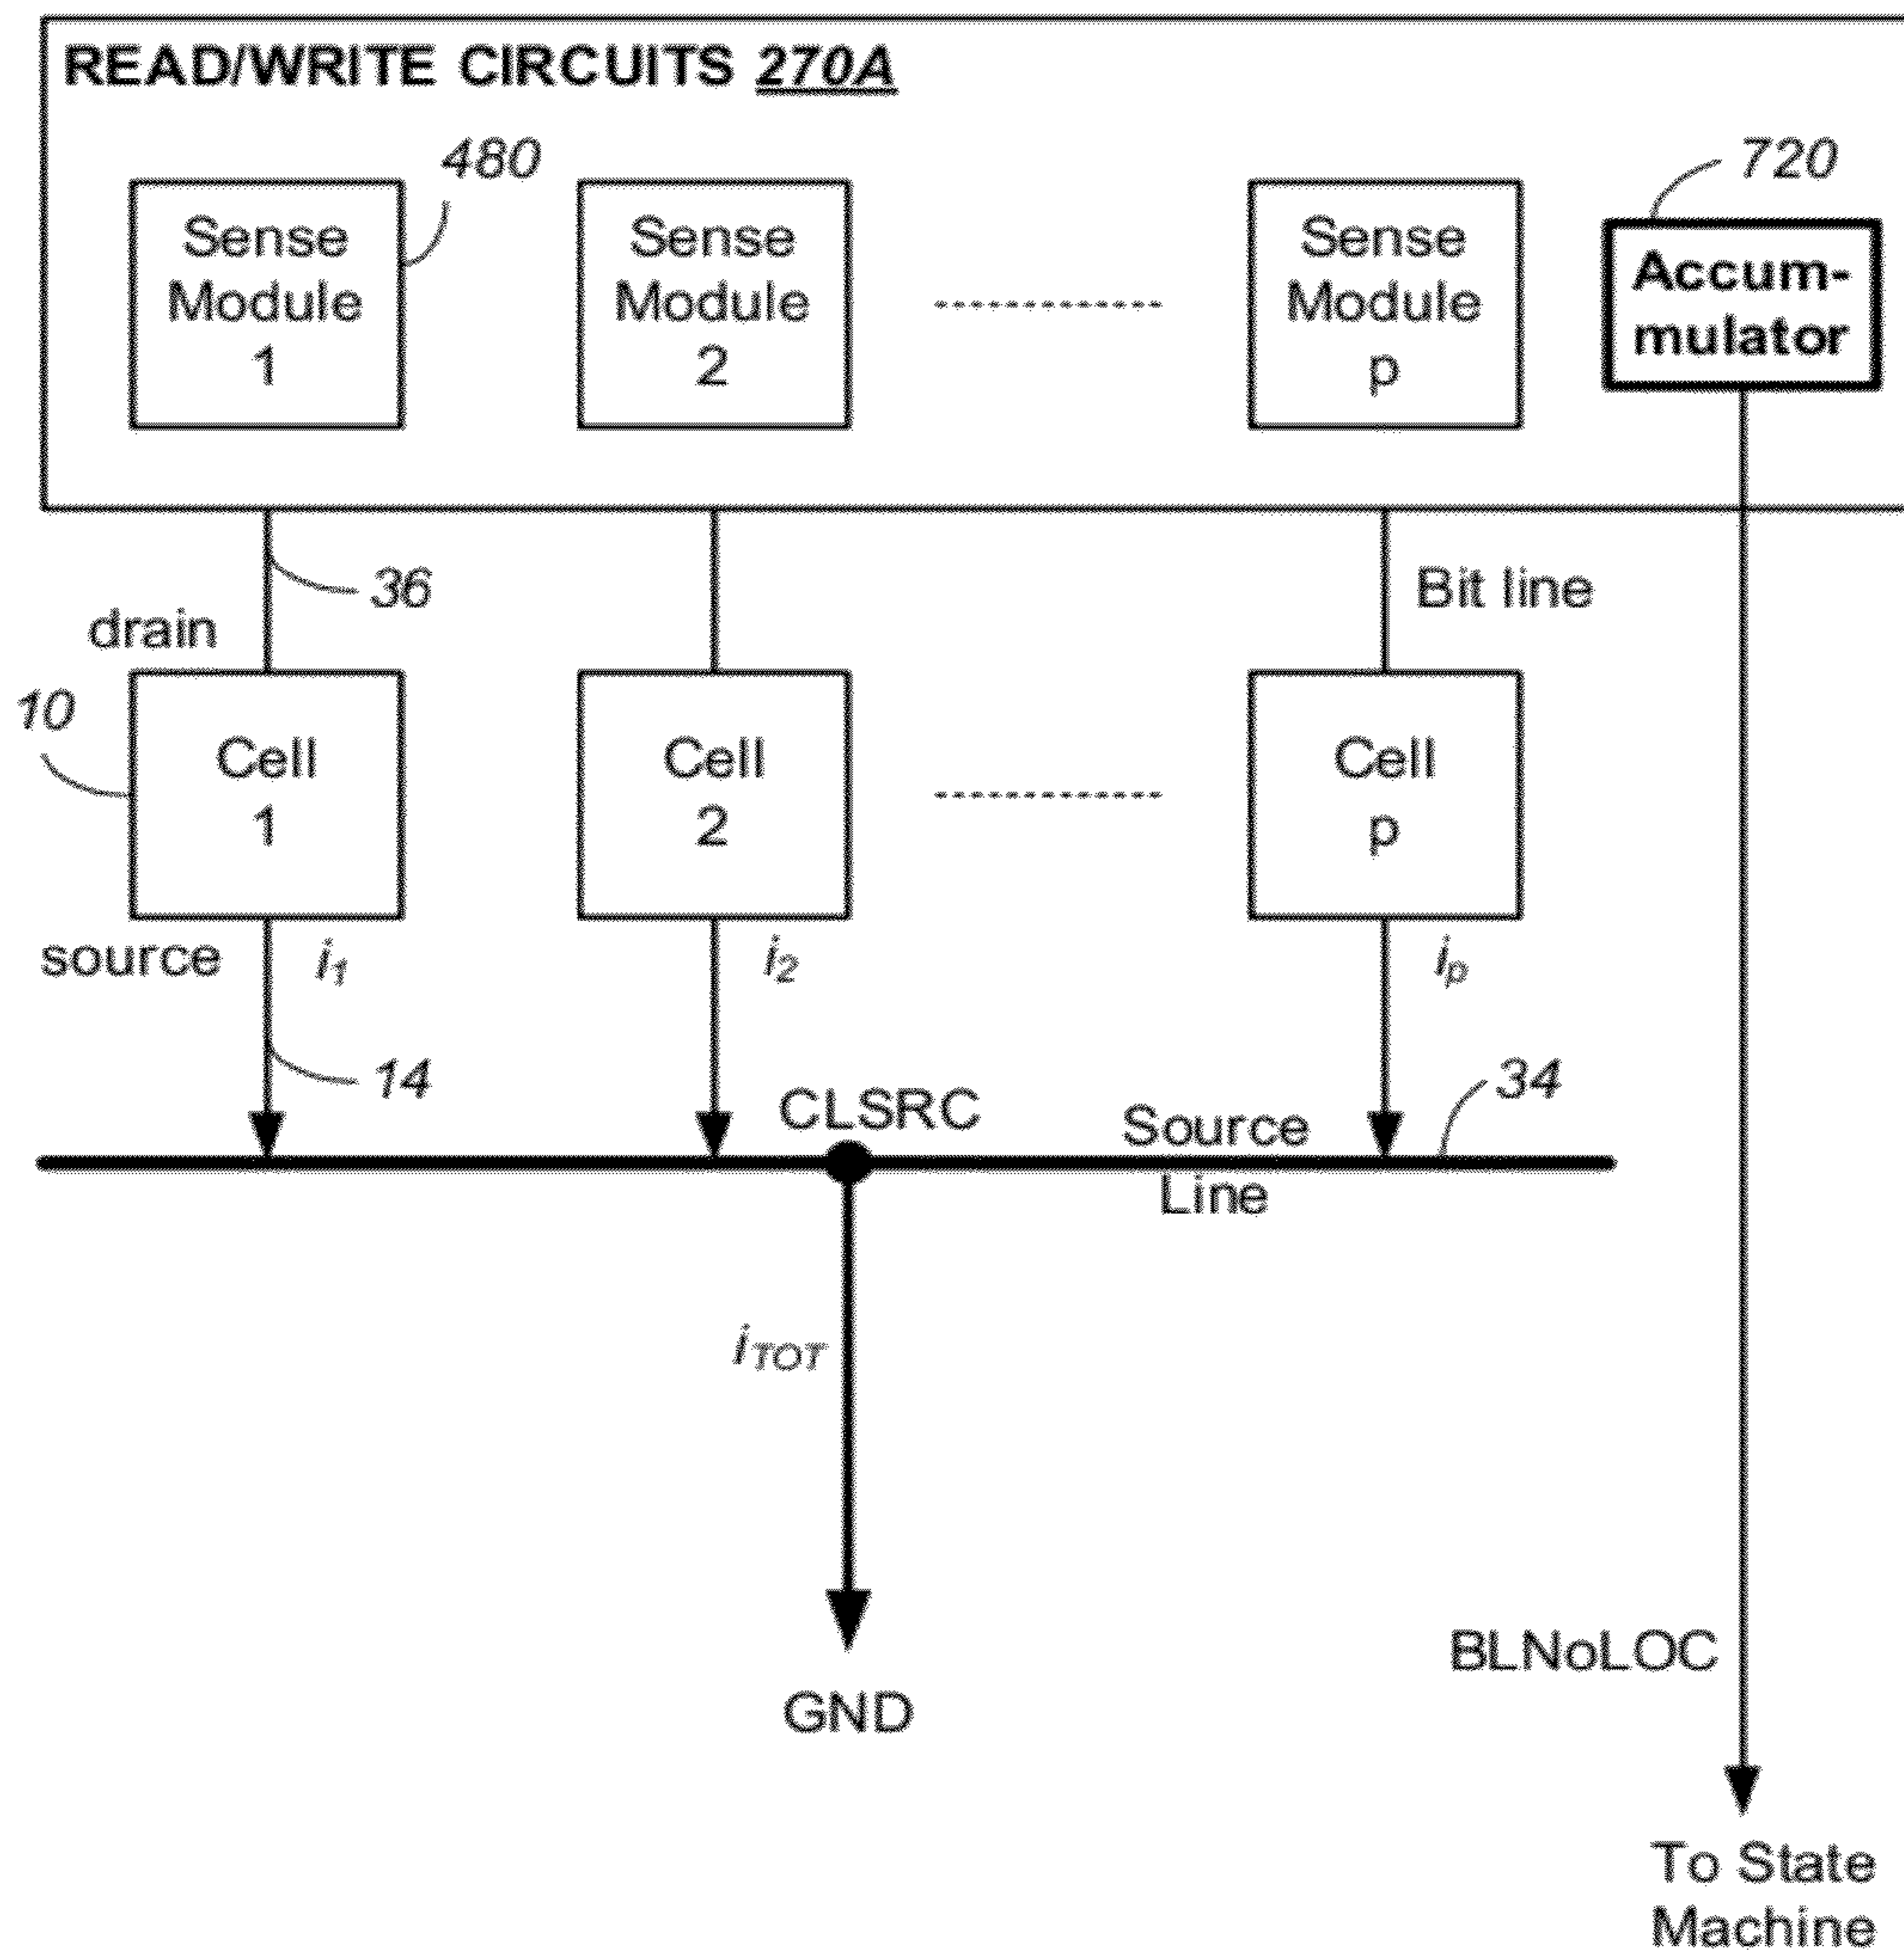 READ/WRITE CIRCUITS 270A
480
720
Sense
Module
1
Sense
Module
2
Sense
Module
p
Accum-
mulator
36
Bit line
drain
10
Cell
1
Cell
2
Cell
p
source
i1
i2
ip
14
CLSRC
Source
Line
34
iTOT
BLNoLOC
GND
To State
Machine